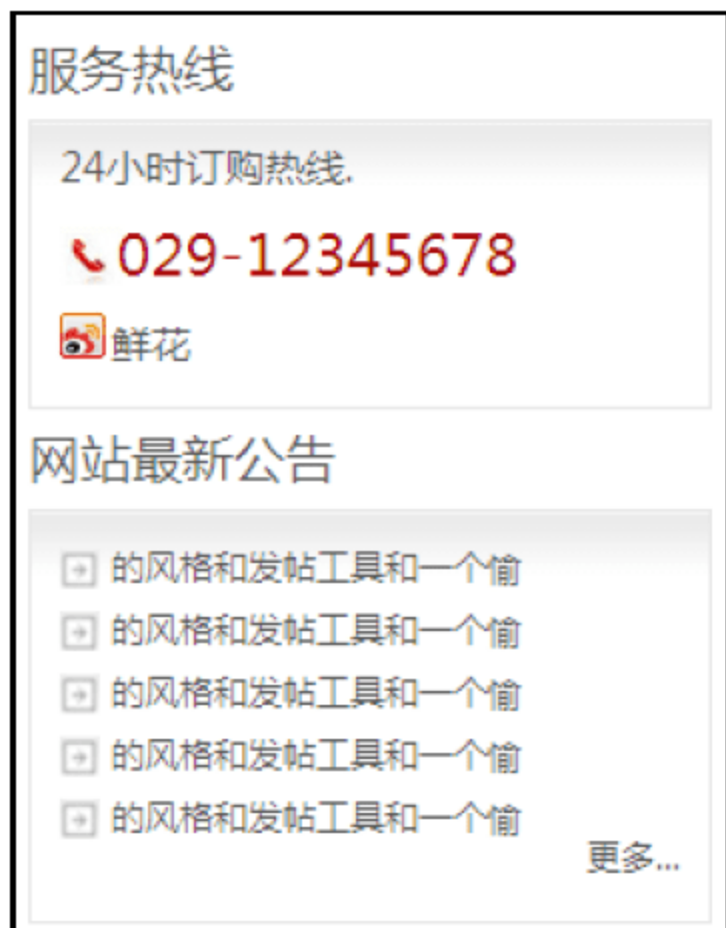 服务热线
24小时订购热线.
029-12345678
鲜花
网站最新公告
的风格和发帖工具和一个偷
的风格和发帖工具和一个偷
的风格和发帖工具和一个偷
的风格和发帖工具和一个偷
的风格和发帖工具和一个偷
更多...